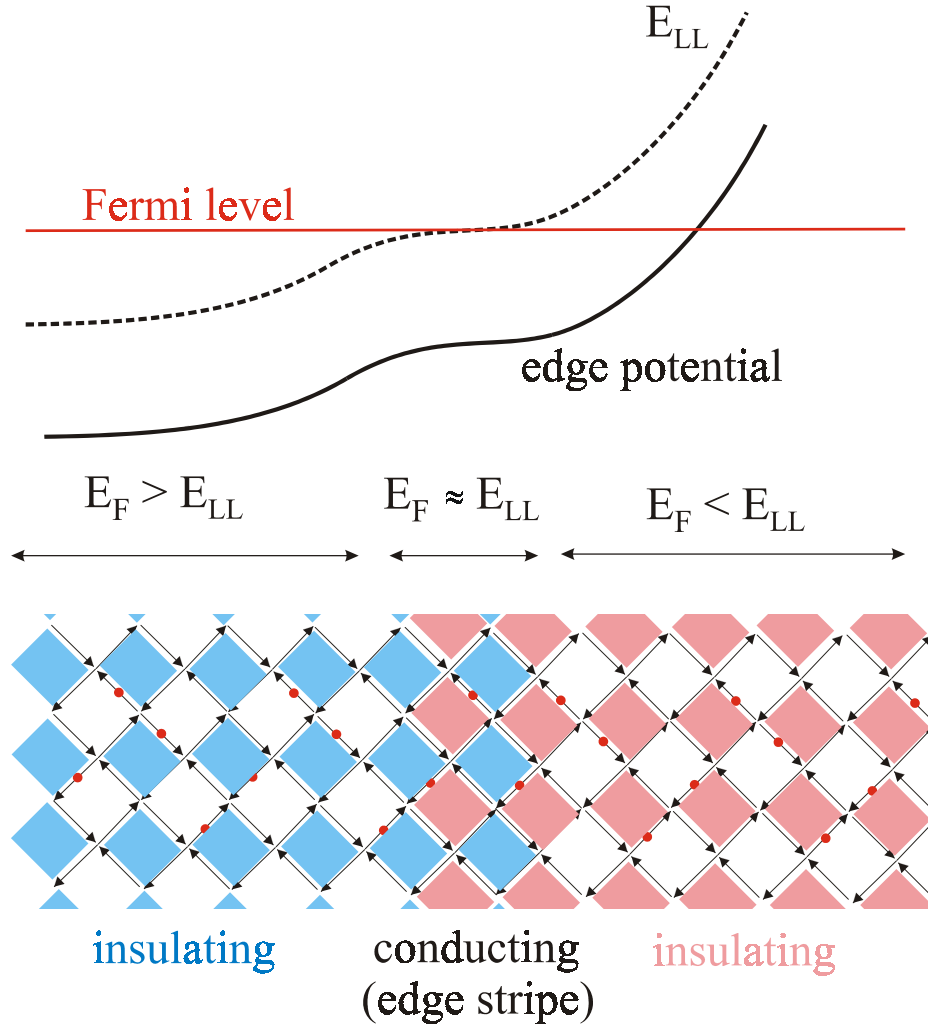 E_LL
Fermi level
edge potential
E_F > E_LL
E_F ≈ E_LL
E_F < E_LL
insulating
conducting
(edge stripe)
insulating